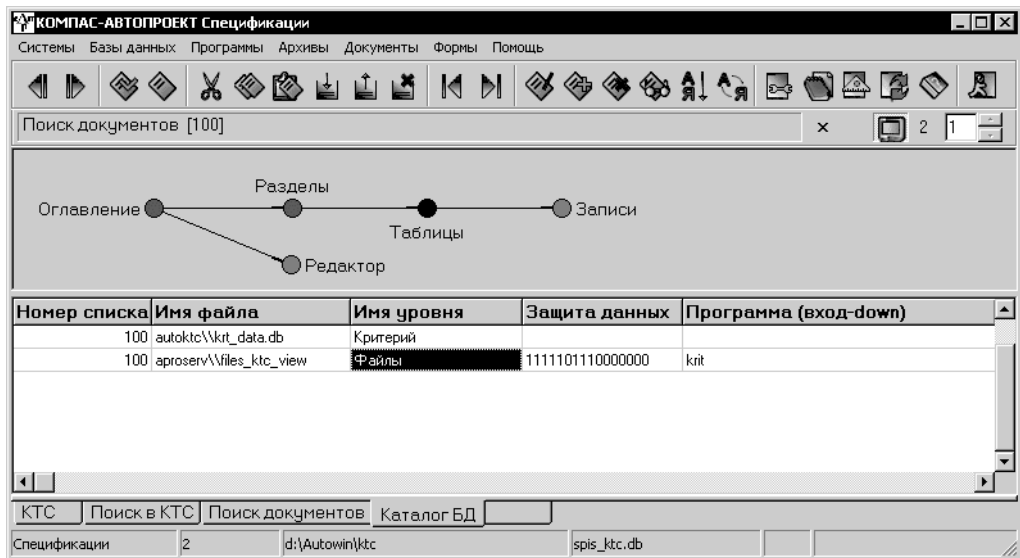 КОМПАС-АВТОПРОЕКТ Спецификации
Системы Базы данных Программы Архивы Документы Формы Помощь
Поиск документов [100] × 2 1
Разделы
Оглавление Записи
Таблицы
Редактор
Номер списка Имя файла Имя уровня Защита данных Программа (вход-down)
100 autoktc\\krt_data.db Критерий
100 aproserv\\files_ktc_view Файлы 1111101110000000 krit
КТС Поиск в КТС Поиск документов Каталог БД
Спецификации 2 d:\Autowin\ktc spis_ktc.db